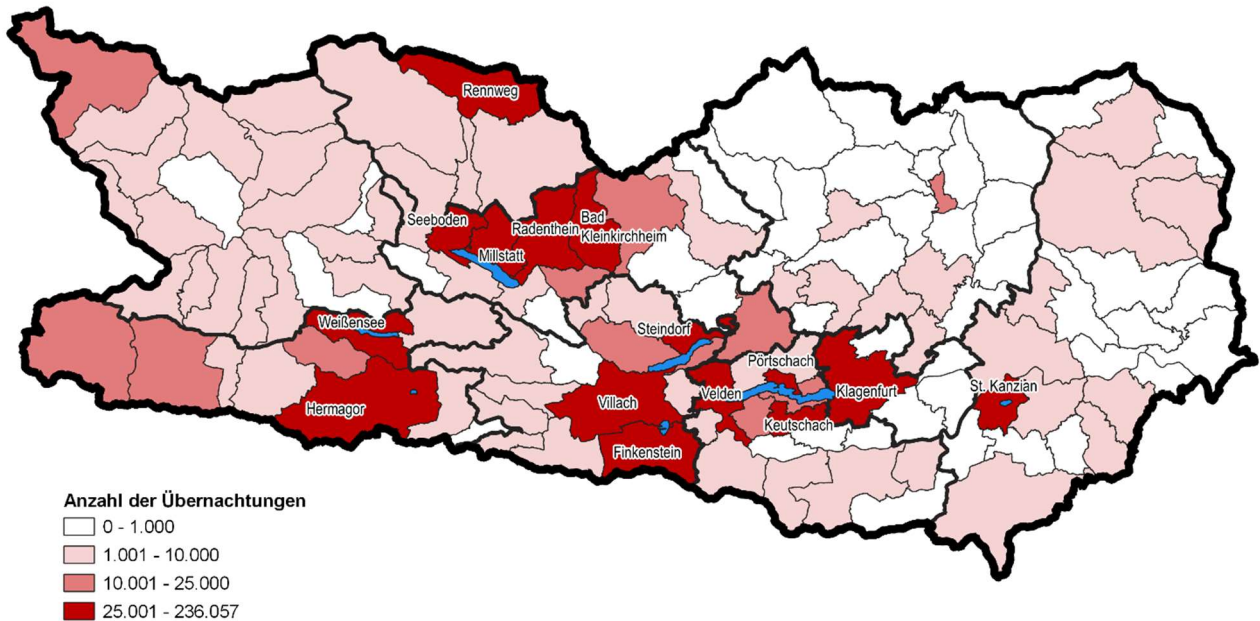 Rennweg
Seeboden
Radenthein
Bad
Kleinkirchheim
Millstatt
Weißensee
Steindorf
Pörtschach
Hermagor
Villach
Velden
Klagenfurt
St. Kanzian
Keutschach
Finkenstein
Anzahl der Übernachtungen
0 - 1.000
1.001 - 10.000
10.001 - 25.000
25.001 - 236.057